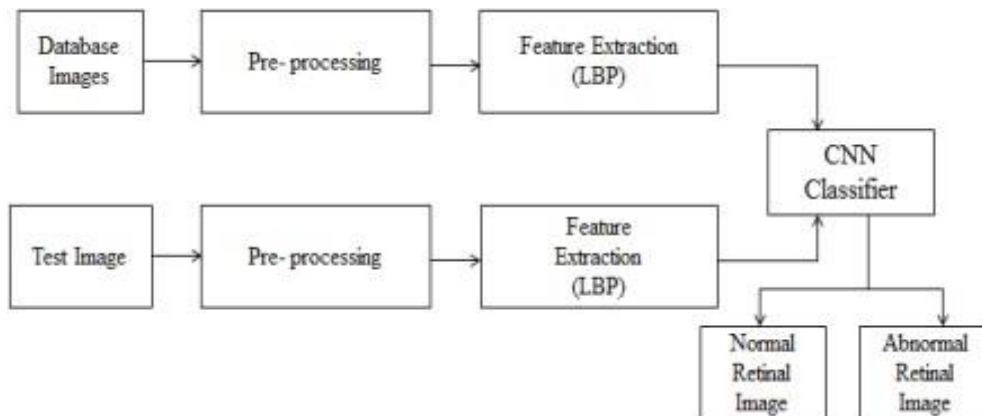 Database
Images
Pre- processing
Feature Extraction
(LBP)
CNN
Classifier
Test Image
Pre- processing
Feature
Extraction
(LBP)
Normal
Retinal
Image
Abnormal
Retinal
Image